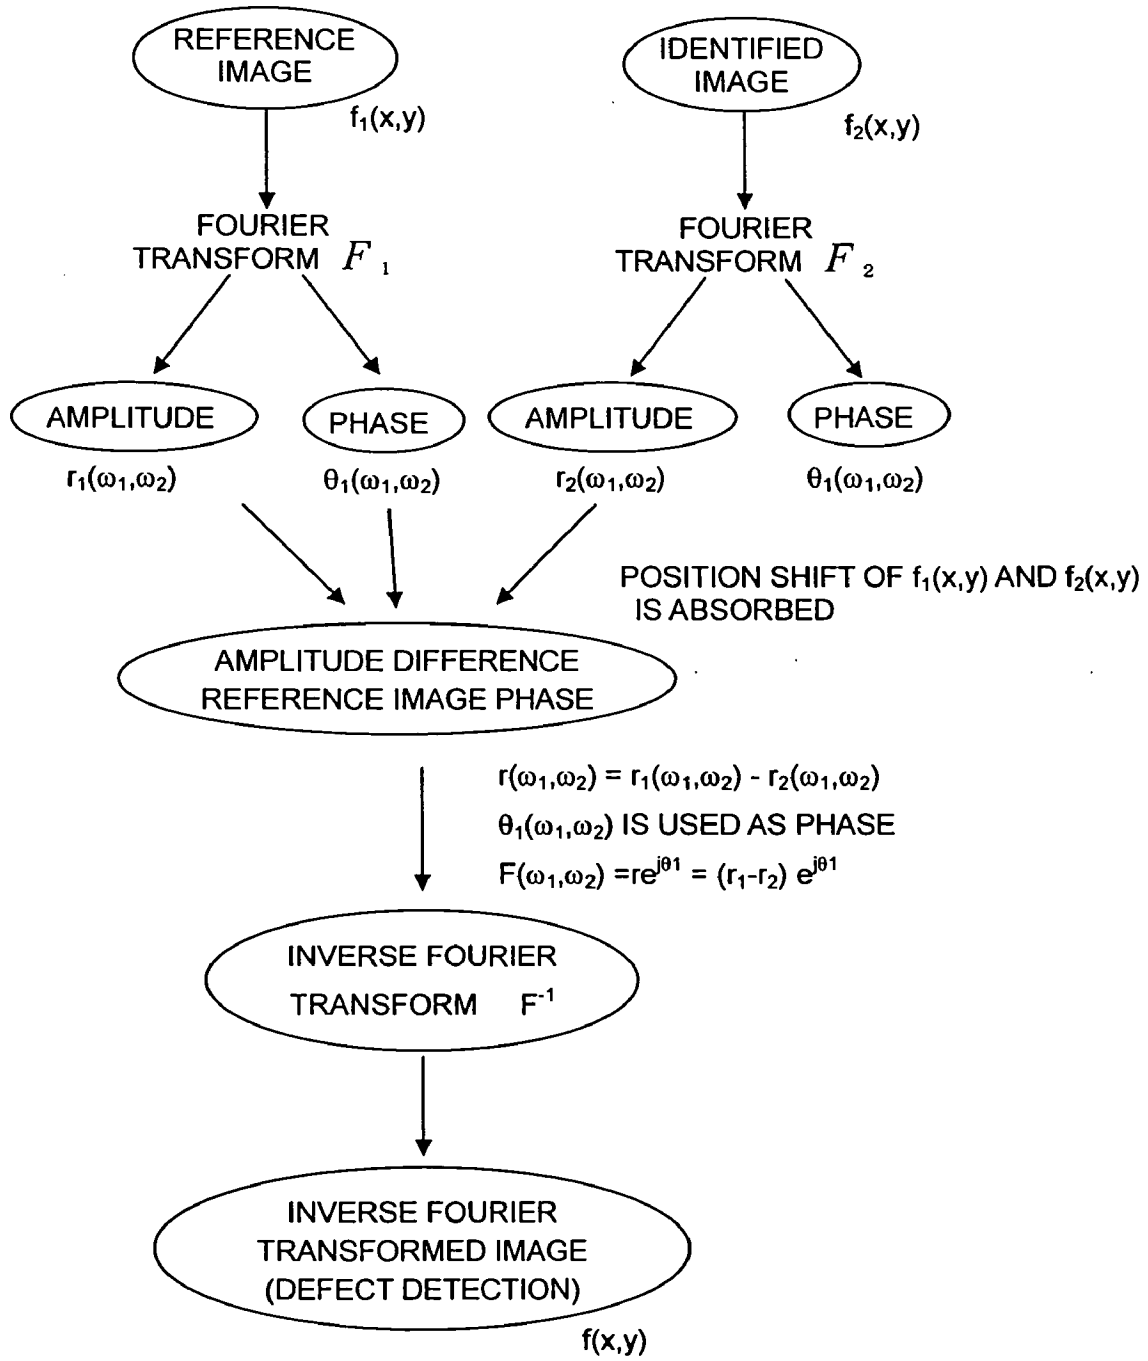 REFERENCE
IMAGE
f₁(x,y)
IDENTIFIED
IMAGE
f₂(x,y)
FOURIER
TRANSFORM F₁
FOURIER
TRANSFORM F₂
AMPLITUDE
r₁(ω₁,ω₂)
PHASE
θ₁(ω₁,ω₂)
AMPLITUDE
r₂(ω₁,ω₂)
PHASE
θ₁(ω₁,ω₂)
POSITION SHIFT OF f₁(x,y) AND f₂(x,y)
IS ABSORBED
AMPLITUDE DIFFERENCE
REFERENCE IMAGE PHASE
r(ω₁,ω₂) = r₁(ω₁,ω₂) - r₂(ω₁,ω₂)
θ₁(ω₁,ω₂) IS USED AS PHASE
F(ω₁,ω₂) =re^jθ1 = (r₁-r₂) e^jθ1
INVERSE FOURIER
TRANSFORM F⁻¹
INVERSE FOURIER
TRANSFORMED IMAGE
(DEFECT DETECTION)
f(x,y)